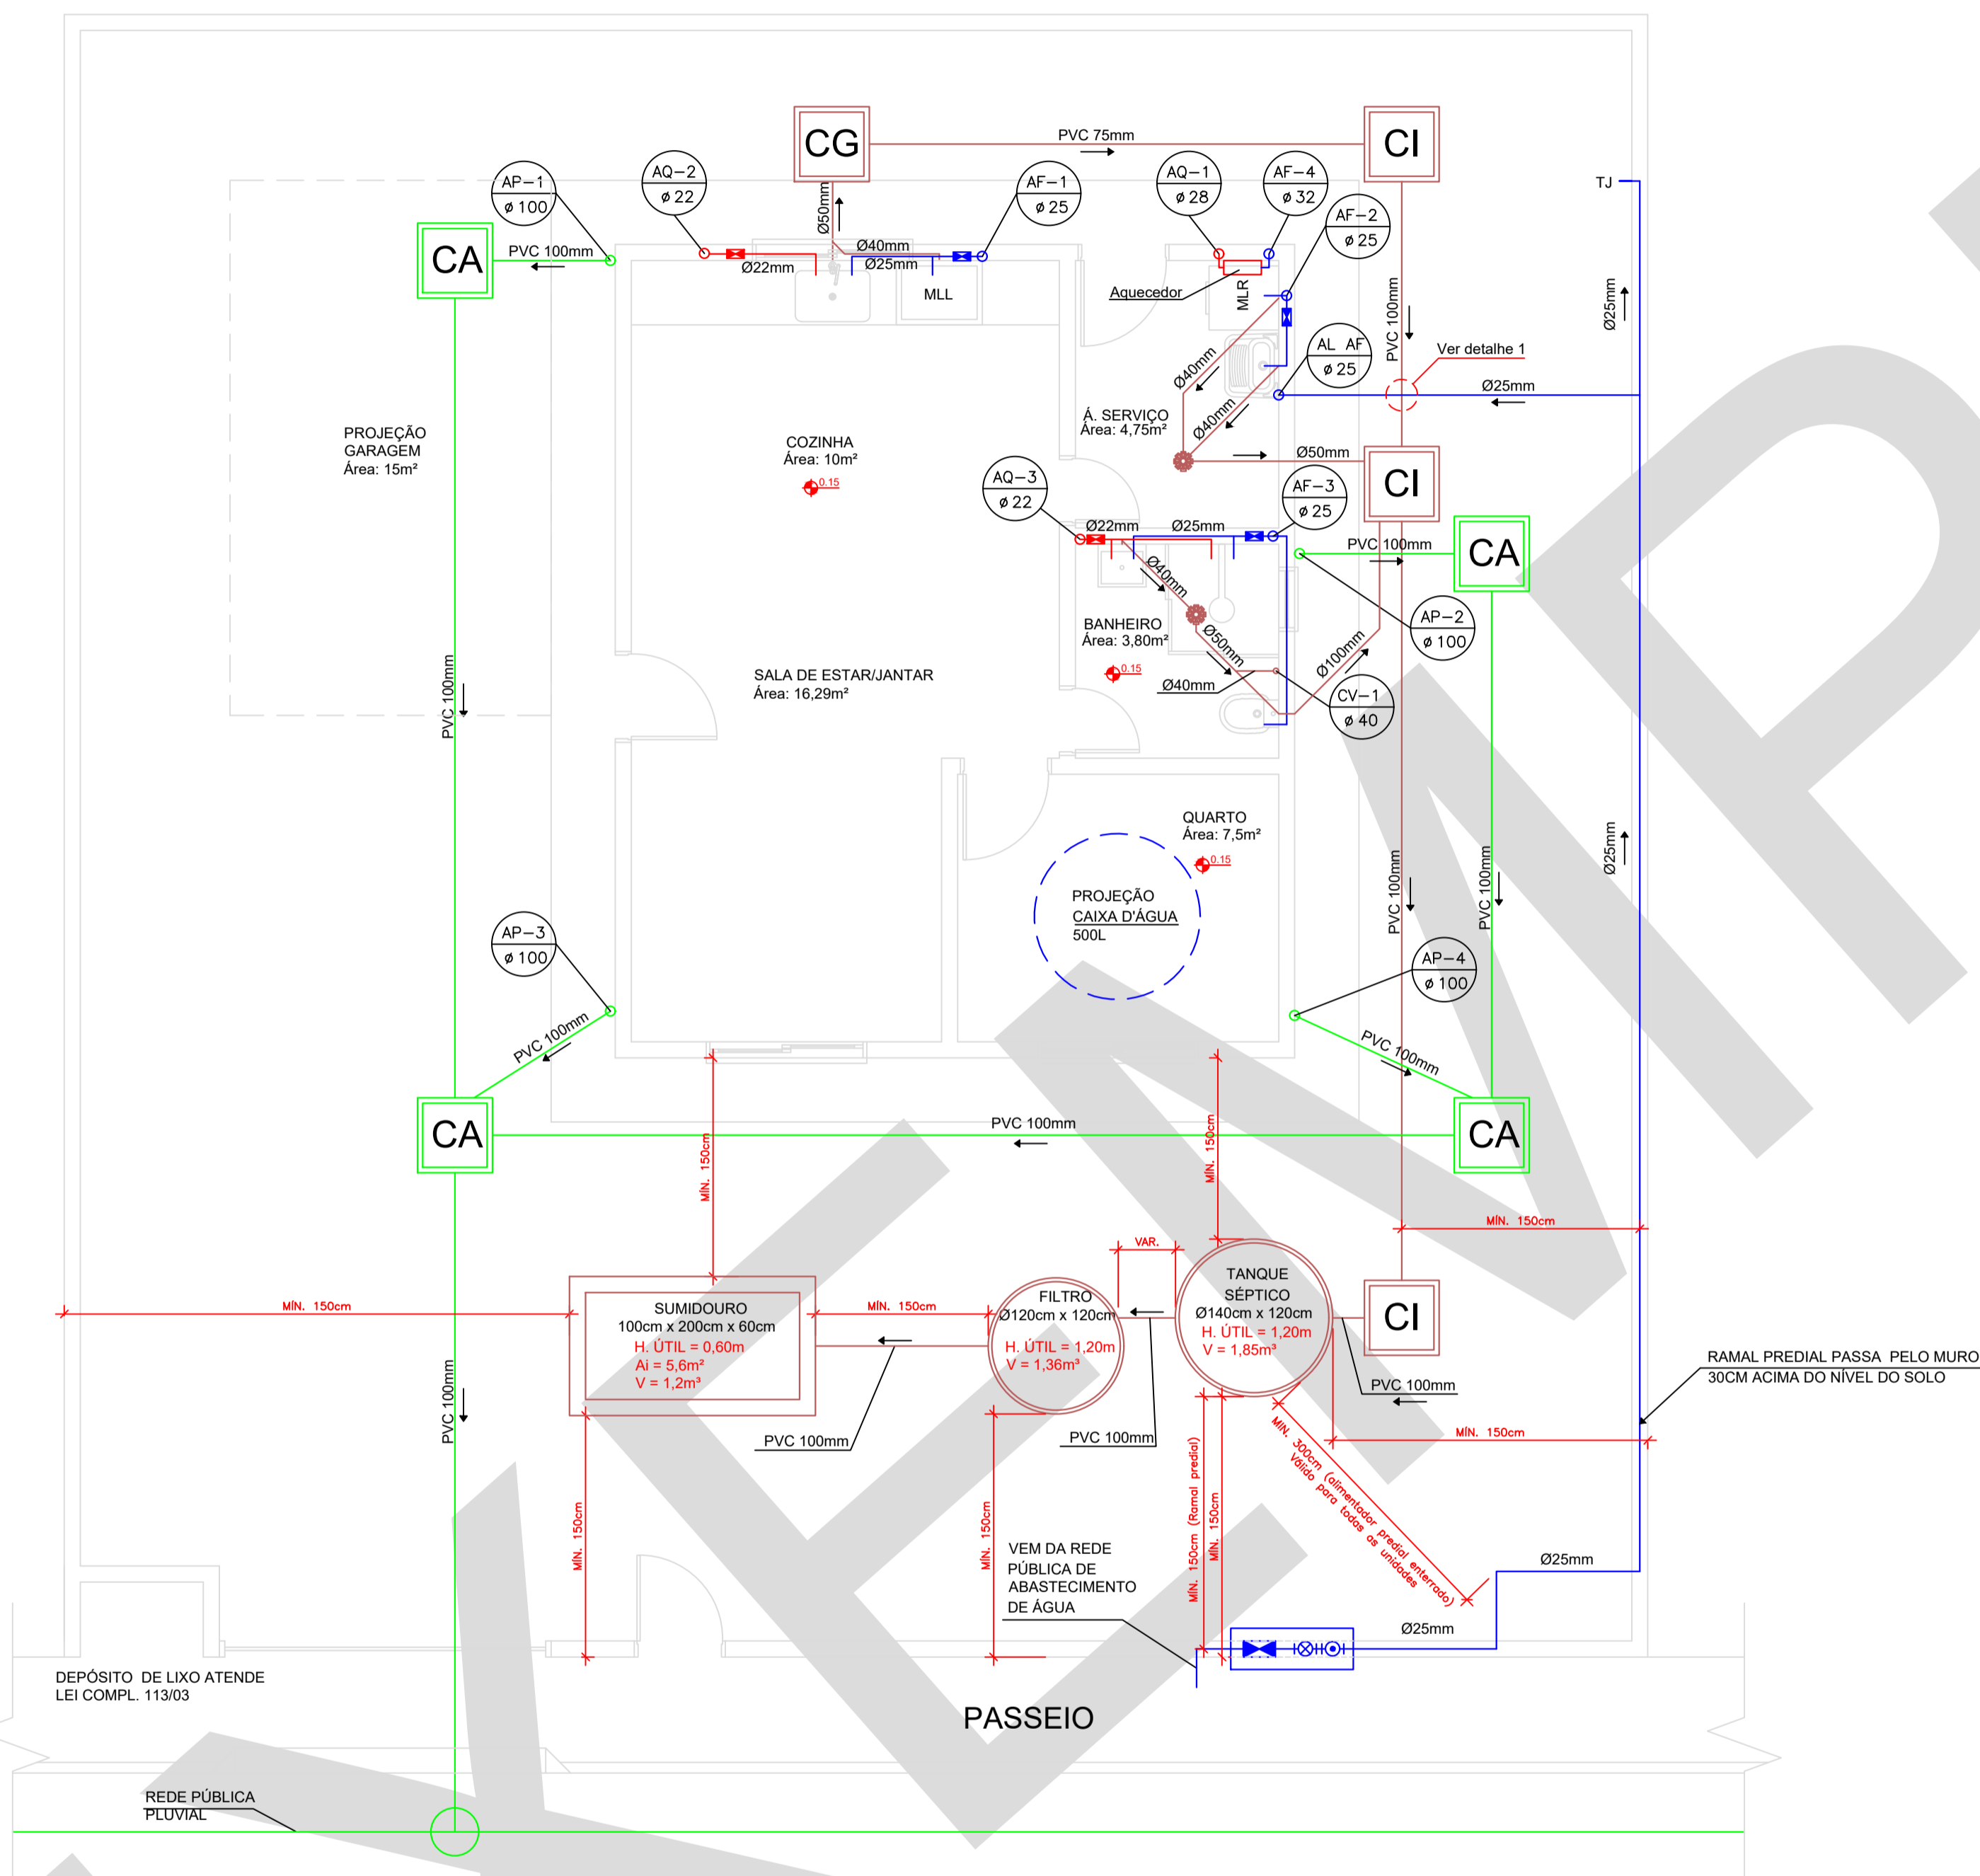 CG
PVC 75mm
CI
AP-1
ø 100
AQ-2
ø 22
Ø50mm
AF-1
ø 25
AQ-1
ø 28
AF-4
ø 32
AF-2
ø 25
TJ
CA
PVC 100mm
Ø22mm
Ø40mm
Ø25mm
MLL
Aquecedor
MLR
PVC 100mm
Ø25mm
AL AF
ø 25
Ver detalhe 1
Ø25mm
Ø40mm
Ø40mm
Á. SERVIÇO
Área: 4,75m²
Ø50mm
PROJEÇÃO
GARAGEM
Área: 15m²
COZINHA
Área: 10m²
0.15
AQ-3
ø 22
AF-3
ø 25
CI
Ø22mm
Ø25mm
PVC 100mm
CA
Ø40mm
BANHEIRO
Área: 3,80m²
0.15
Ø50mm
Ø40mm
Ø100mm
AP-2
ø 100
CV-1
ø 40
PVC 100mm
SALA DE ESTAR/JANTAR
Área: 16,29m²
QUARTO
Área: 7,5m²
0.15
PROJEÇÃO
CAIXA D'ÁGUA
500L
PVC 100mm
PVC 100mm
Ø25mm
AP-3
ø 100
AP-4
ø 100
PVC 100mm
PVC 100mm
CA
PVC 100mm
CA
MÍN. 150cm
MÍN. 150cm
MÍN. 150cm
VAR.
MÍN. 150cm
SUMIDOURO
100cm x 200cm x 60cm
H. ÚTIL = 0,60m
Ai = 5,6m²
V = 1,2m³
MÍN. 150cm
FILTRO
Ø120cm x 120cm
H. ÚTIL = 1,20m
V = 1,36m³
TANQUE
SÉPTICO
Ø140cm x 120cm
H. ÚTIL = 1,20m
V = 1,85m³
CI
RAMAL PREDIAL PASSA PELO MURO
30CM ACIMA DO NÍVEL DO SOLO
PVC 100mm
PVC 100mm
PVC 100mm
PVC 100mm
MÍN. 150cm
MÍN. 150cm
MÍN. 150cm
MÍN. 150cm (Ramal predial)
MÍN. 150cm
MIN. 300cm (alimentador predial enterrado)
Válido para todas as unidades
VEM DA REDE
PÚBLICA DE
ABASTECIMENTO
DE ÁGUA
Ø25mm
Ø25mm
DEPÓSITO DE LIXO ATENDE
LEI COMPL. 113/03
PASSEIO
REDE PÚBLICA
PLUVIAL